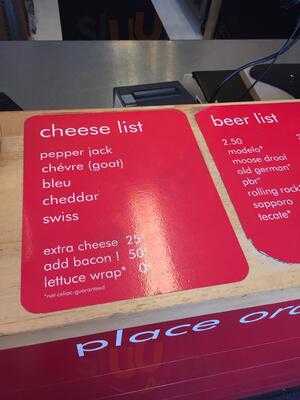 cheese list
pepper jack
chévre (goat)
bleu
cheddar
swiss
extra cheese 25
add bacon ! 50
lettuce wrap* 0
*not celiac-guaranteed
beer list
2.50
modelo*
moose drool
old german*
pbr*
rolling rock
sapporo
tecate*
place